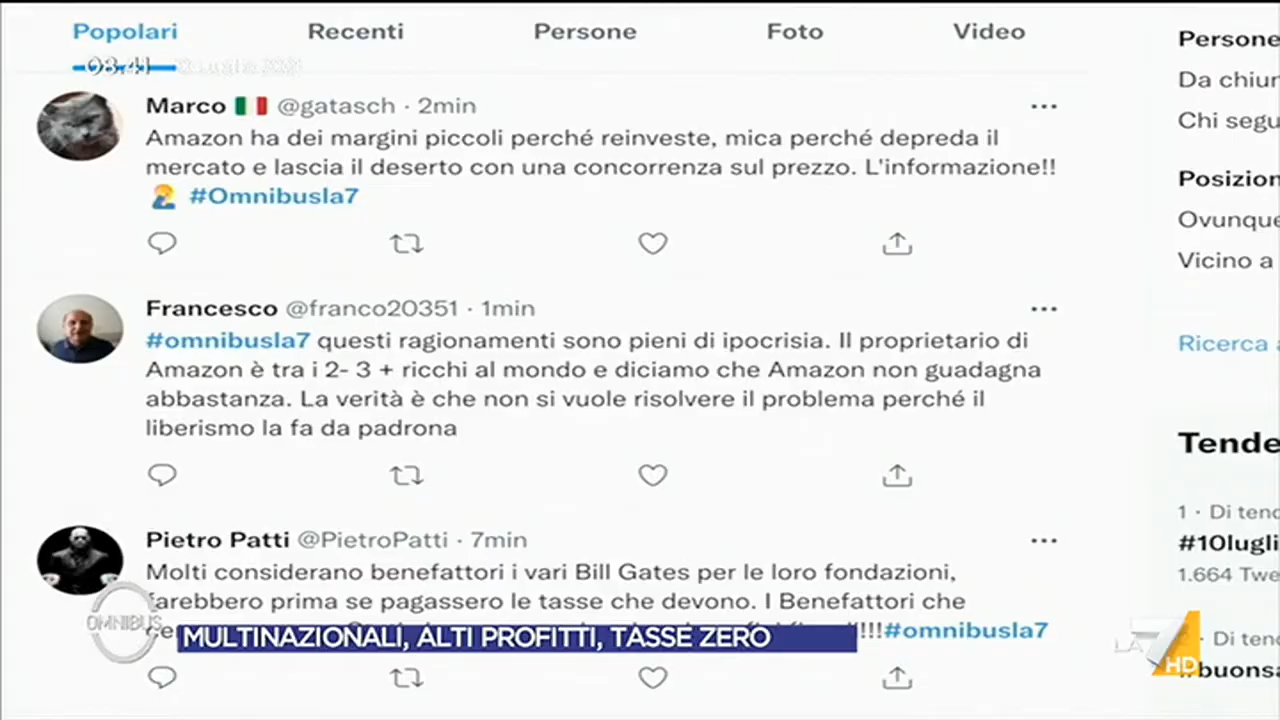 Popolari Recenti Persone Foto Video
08.41
Marco @gatasch · 2min
Amazon ha dei margini piccoli perché reinveste, mica perché depreda il
mercato e lascia il deserto con una concorrenza sul prezzo. L'informazione!!
#Omnibusla7
Francesco @franco20351 · 1min
#omnibusla7 questi ragionamenti sono pieni di ipocrisia. Il proprietario di
Amazon è tra i 2- 3 + ricchi al mondo e diciamo che Amazon non guadagna
abbastanza. La verità è che non si vuole risolvere il problema perché il
liberismo la fa da padrona
Pietro Patti @PietroPatti · 7min
Molti considerano benefattori i vari Bill Gates per le loro fondazioni,
farebbero prima se pagassero le tasse che devono. I Benefattori che
!!!#omnibusla7
OMNIBUS
MULTINAZIONALI, ALTI PROFITTI, TASSE ZERO
Persone
Da chiun
Chi segu
Posizion
Ovunque
Vicino a
Ricerca a
Tende
1 · Di tend
#10lugli
1.664 Twe
· Di tend
#buonsa
LA7 HD